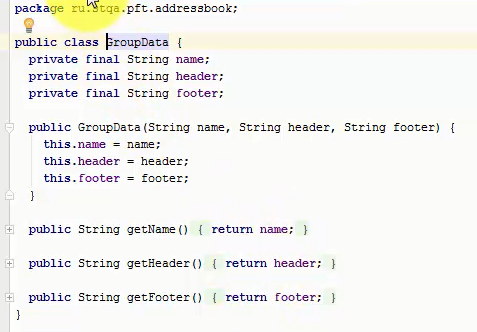 package ru.stqa.pft.addressbook;
public class GroupData {
private final String name;
private final String header;
private final String footer;
public GroupData(String name, String header, String footer) {
this.name = name;
this.header = header;
this.footer = footer;
}
public String getName() { return name; }
public String getHeader() { return header; }
public String getFooter() { return footer; }
}